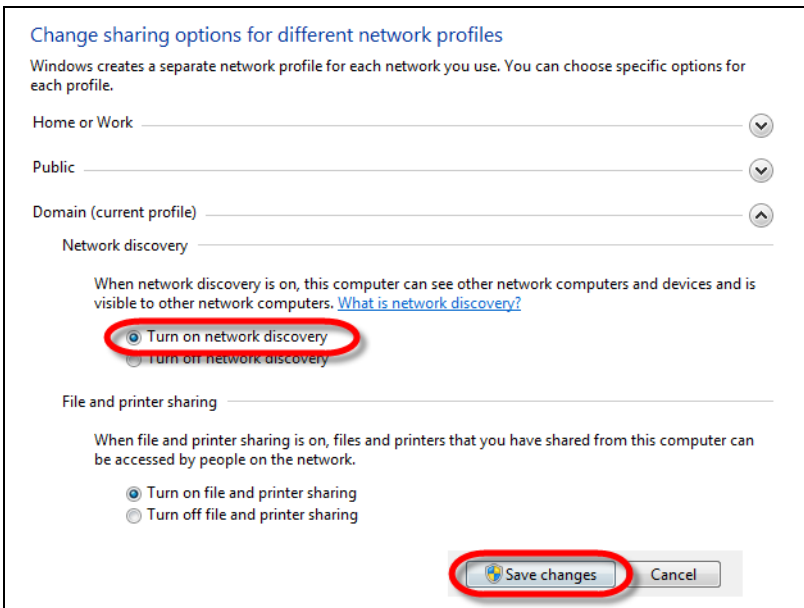 Change sharing options for different network profiles
Windows creates a separate network profile for each network you use. You can choose specific options for
each profile.
Home or Work
Public
Domain (current profile)
Network discovery
When network discovery is on, this computer can see other network computers and devices and is
visible to other network computers. What is network discovery?
Turn on network discovery
Turn off network discovery
File and printer sharing
When file and printer sharing is on, files and printers that you have shared from this computer can
be accessed by people on the network.
Turn on file and printer sharing
Turn off file and printer sharing
Save changes Cancel